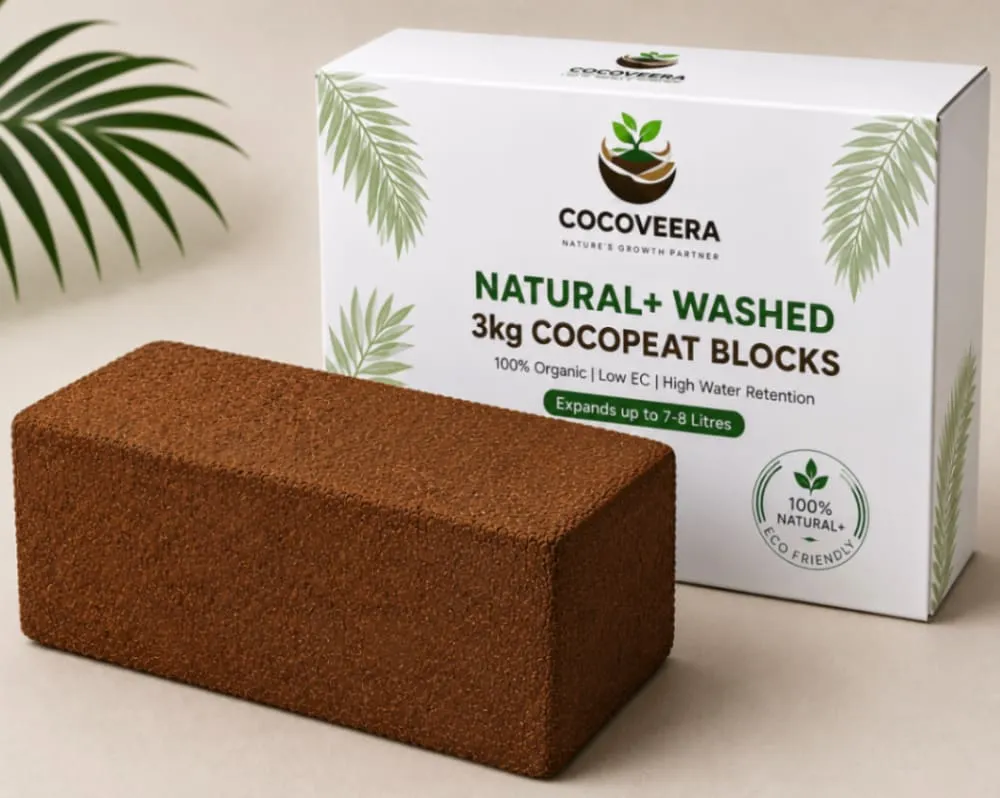 COCOVEERA
COCOVEERA
NATURE'S GROWTH PARTNER
NATURAL+ WASHED
3kg COCOPEAT BLOCKS
100% Organic | Low EC | High Water Retention
Expands up to 7-8 Litres
100%
NATURAL+
ECO FRIENDLY